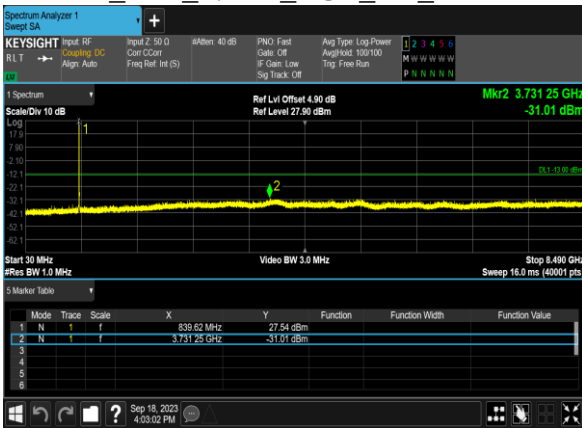 Spectrum Analyzer 1
Swept SA
KEYSIGHT
RLT
LV
Input: RF
Coupling: DC
Align: Auto
Input Z: 50 Ω
Corr CCorr
Freq Ref: Int (S)
#Atten: 40 dB
PNO: Fast
Gate: Off
IF Gain: Low
Sig Track: Off
Avg Type: Log-Power
Avg|Hold: 100/100
Trig: Free Run
1 2 3 4 5 6
M W W W W W
P N N N N N
1 Spectrum
Scale/Div 10 dB
Ref Lvl Offset 4.90 dB
Ref Level 27.90 dBm
Mkr2 3.731 25 GHz
-31.01 dBm
Log
17.9
7.90
-2.10
-12.1
-22.1
-32.1
-42.1
-52.1
-62.1
1
2
DL1 -13.00 dBm
Start 30 MHz
#Res BW 1.0 MHz
Video BW 3.0 MHz
Stop 8.490 GHz
Sweep 16.0 ms (40001 pts
5 Marker Table
Mode Trace Scale X Y Function Function Width Function Value
1 N 1 f 839.62 MHz 27.54 dBm
2 N 1 f 3.731 25 GHz -31.01 dBm
3
4
5
6
?
Sep 18, 2023
4:03:02 PM